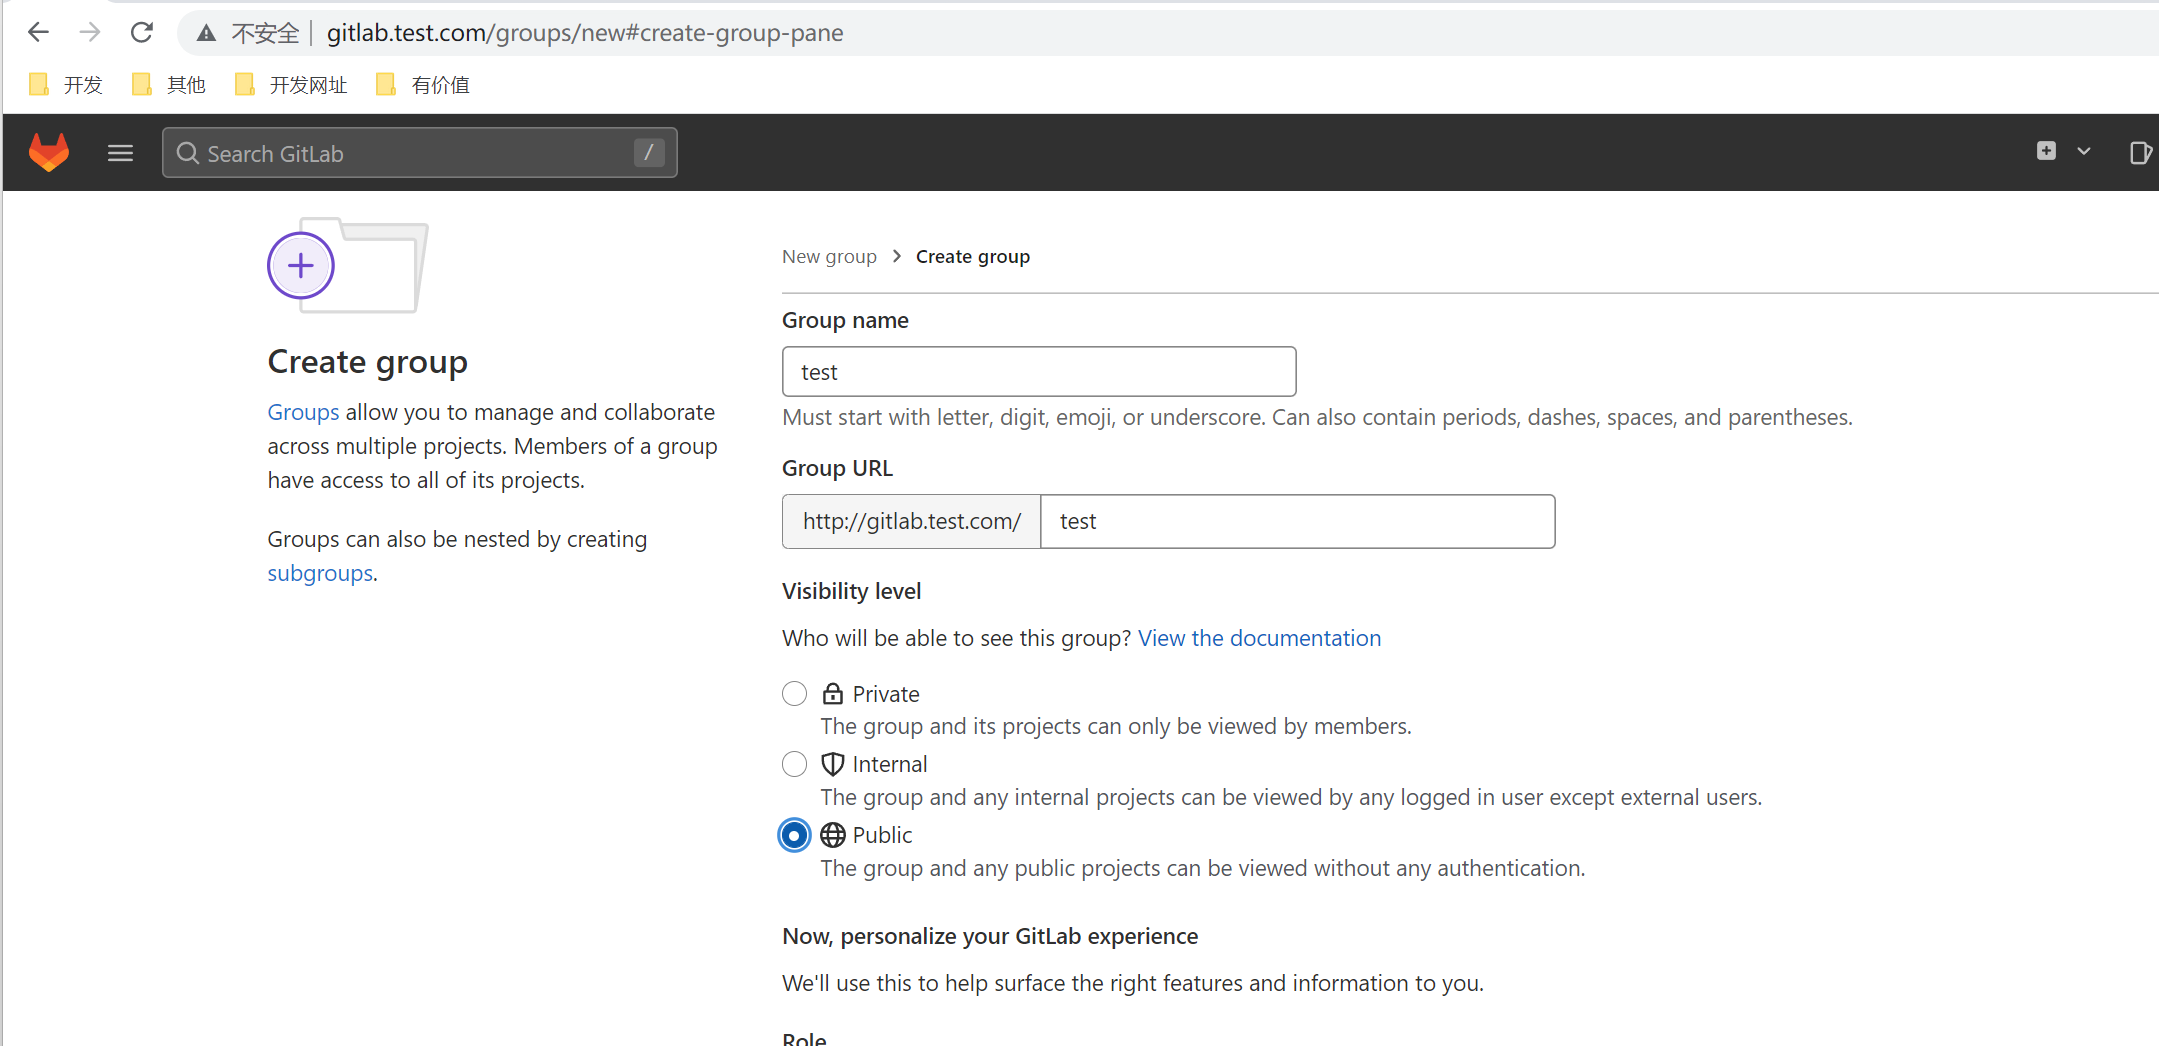 不安全 gitlab.test.com/groups/new#create-group-pane
开发 其他 开发网址 有价值
Search GitLab /
New group Create group
Create group
Groups allow you to manage and collaborate
across multiple projects. Members of a group
have access to all of its projects.
Groups can also be nested by creating
subgroups.
Group name
test
Must start with letter, digit, emoji, or underscore. Can also contain periods, dashes, spaces, and parentheses.
Group URL
http://gitlab.test.com/ test
Visibility level
Who will be able to see this group? View the documentation
Private
The group and its projects can only be viewed by members.
Internal
The group and any internal projects can be viewed by any logged in user except external users.
Public
The group and any public projects can be viewed without any authentication.
Now, personalize your GitLab experience
We'll use this to help surface the right features and information to you.
Role